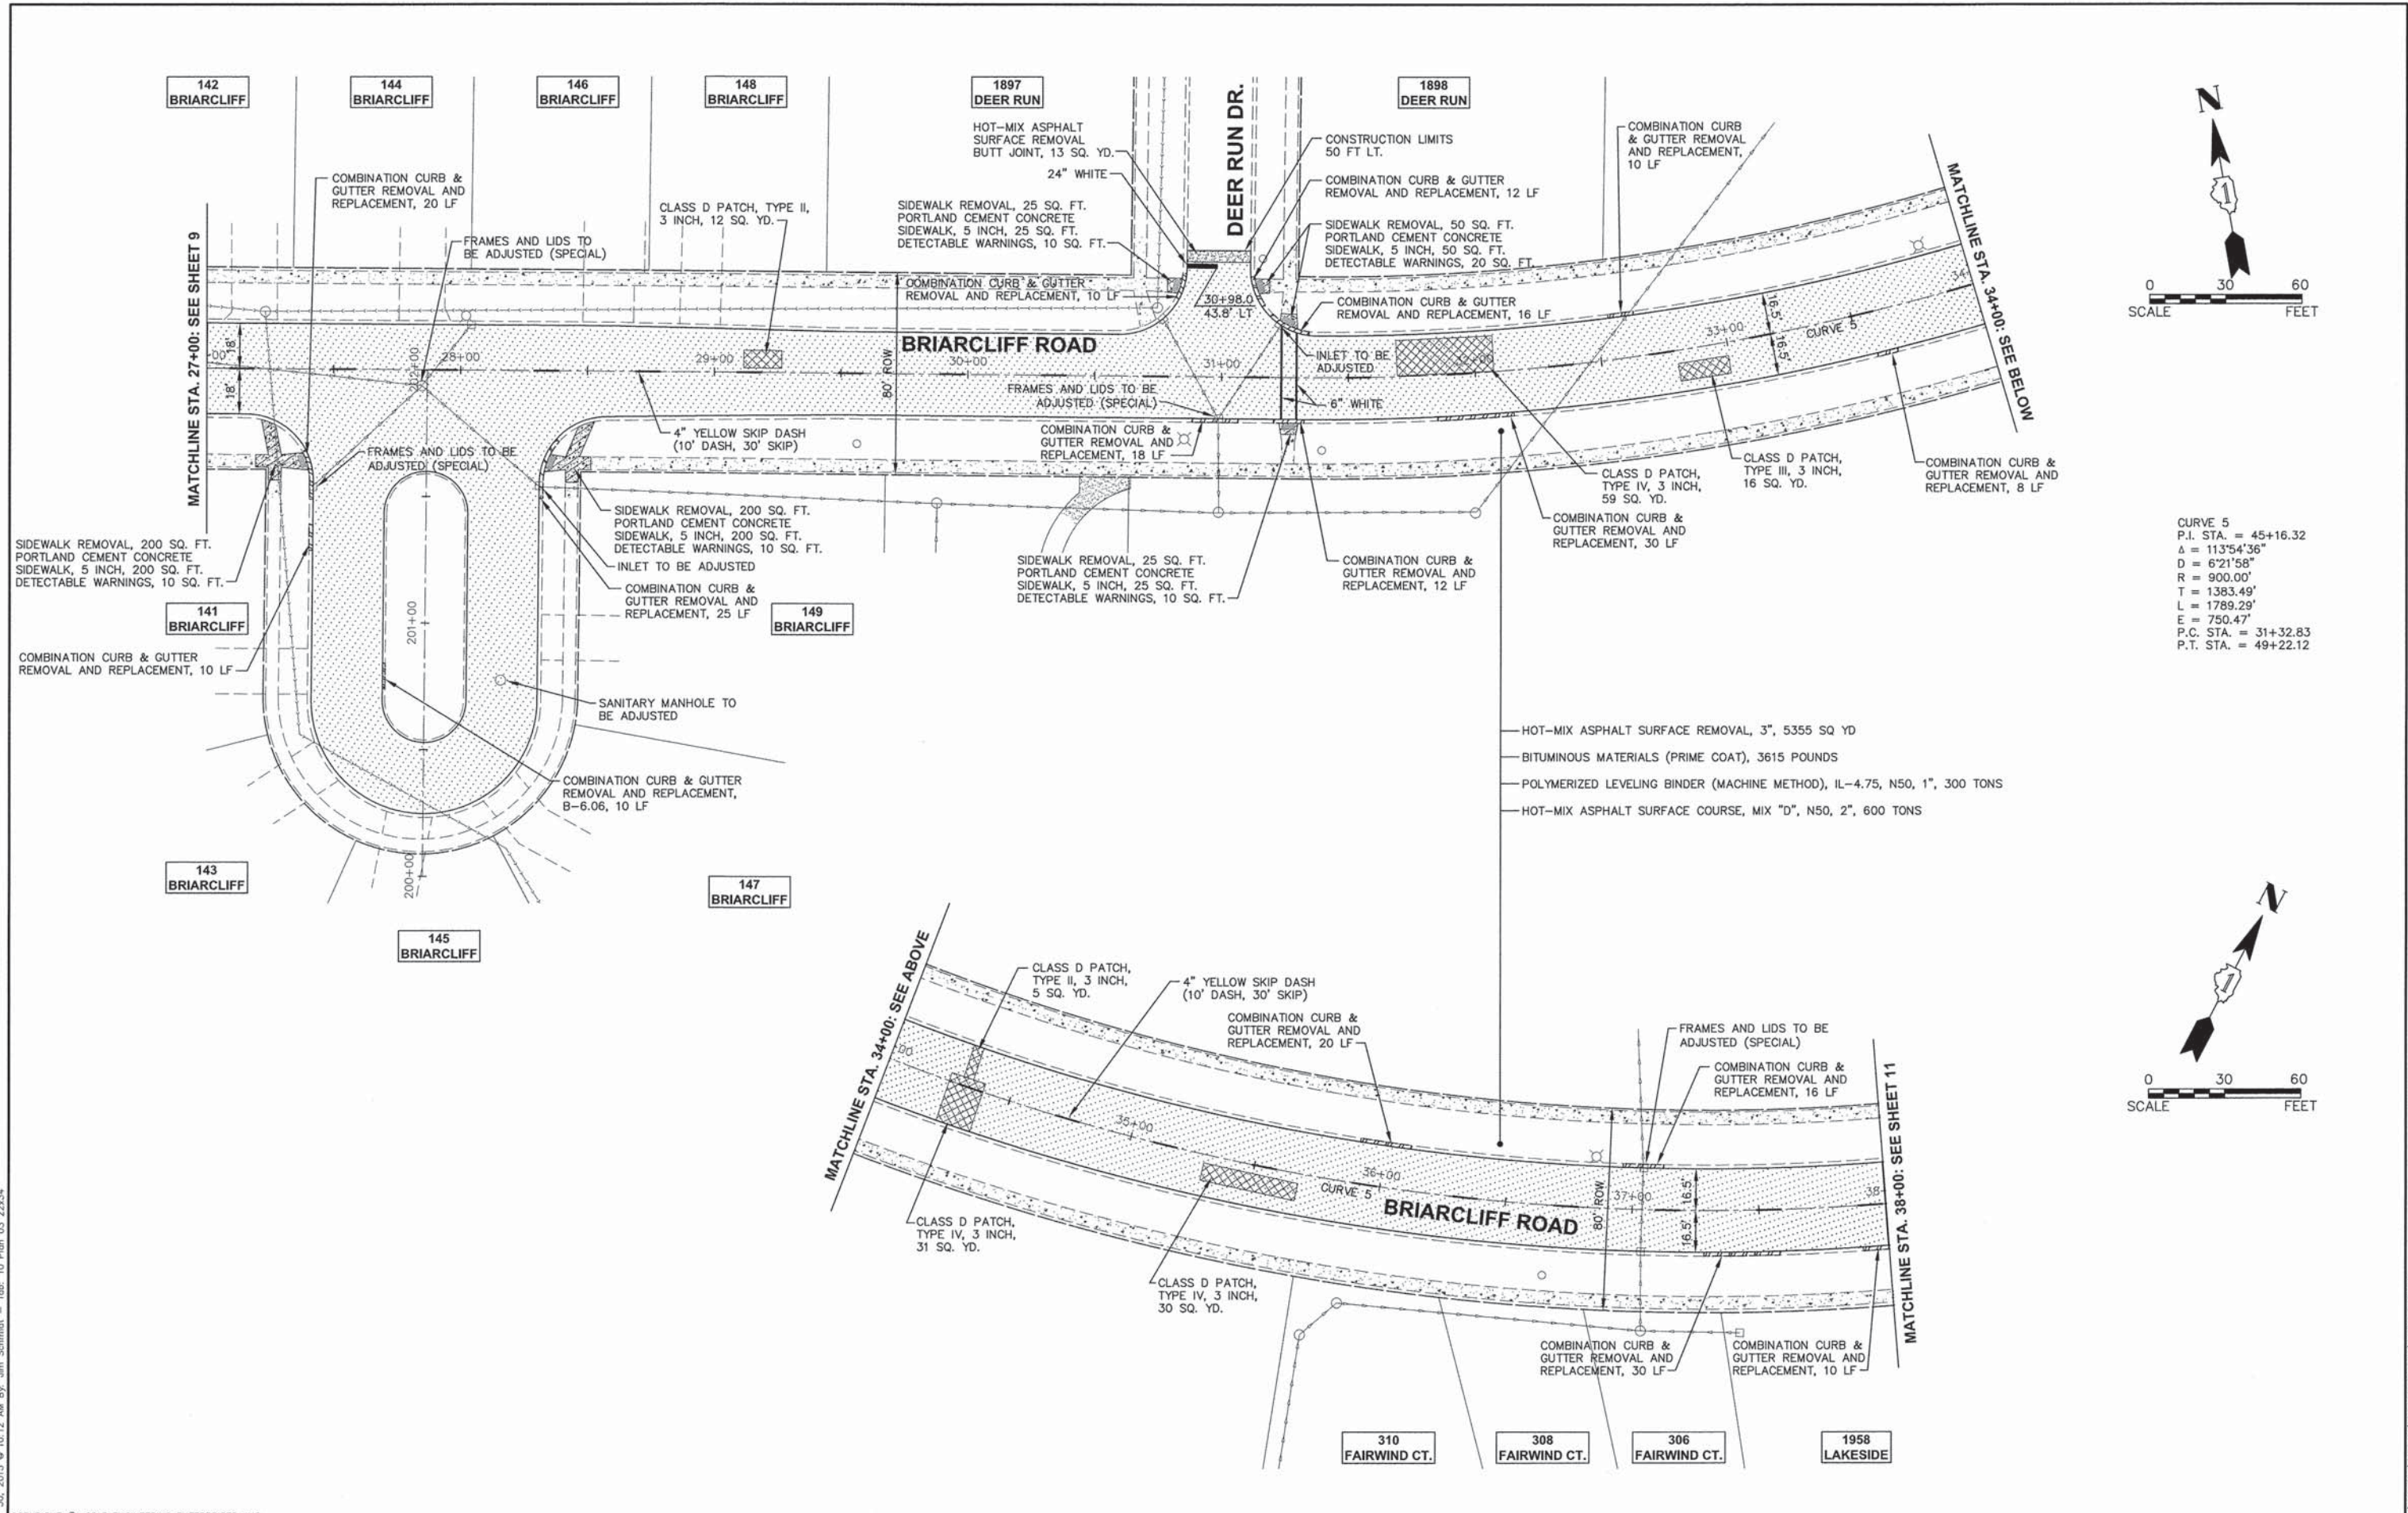 142
BRIARCLIFF
144
BRIARCLIFF
146
BRIARCLIFF
148
BRIARCLIFF
1897
DEER RUN
1898
DEER RUN
DEER RUN DR.
N
1
0 30 60
SCALE FEET
HOT-MIX ASPHALT
SURFACE REMOVAL
BUTT JOINT, 13 SQ. YD.
24" WHITE
CONSTRUCTION LIMITS
50 FT LT.
COMBINATION CURB & GUTTER
REMOVAL AND REPLACEMENT, 12 LF
COMBINATION CURB
& GUTTER REMOVAL
AND REPLACEMENT,
10 LF
MATCHLINE STA. 34+00: SEE BELOW
COMBINATION CURB &
GUTTER REMOVAL AND
REPLACEMENT, 20 LF
CLASS D PATCH, TYPE II,
3 INCH, 12 SQ. YD.
SIDEWALK REMOVAL, 25 SQ. FT.
PORTLAND CEMENT CONCRETE
SIDEWALK, 5 INCH, 25 SQ. FT.
DETECTABLE WARNINGS, 10 SQ. FT.
SIDEWALK REMOVAL, 50 SQ. FT.
PORTLAND CEMENT CONCRETE
SIDEWALK, 5 INCH, 50 SQ. FT.
DETECTABLE WARNINGS, 20 SQ. FT.
MATCHLINE STA. 27+00: SEE SHEET 9
FRAMES AND LIDS TO
BE ADJUSTED (SPECIAL)
COMBINATION CURB & GUTTER
REMOVAL AND REPLACEMENT, 10 LF
30+98.0
43.8' LT
COMBINATION CURB & GUTTER
REMOVAL AND REPLACEMENT, 16 LF
BRIARCLIFF ROAD
00
18'
18'
202+00
28+00
29+00
80' ROW
30+00
31+00
32+00
33+00
34
16.5'
16.5'
CURVE 5
INLET TO BE
ADJUSTED
FRAMES AND LIDS TO BE
ADJUSTED (SPECIAL)
6" WHITE
4" YELLOW SKIP DASH
(10' DASH, 30' SKIP)
COMBINATION CURB &
GUTTER REMOVAL AND
REPLACEMENT, 18 LF
FRAMES AND LIDS TO BE
ADJUSTED (SPECIAL)
CLASS D PATCH,
TYPE IV, 3 INCH,
59 SQ. YD.
CLASS D PATCH,
TYPE III, 3 INCH,
16 SQ. YD.
COMBINATION CURB &
GUTTER REMOVAL AND
REPLACEMENT, 8 LF
SIDEWALK REMOVAL, 200 SQ. FT.
PORTLAND CEMENT CONCRETE
SIDEWALK, 5 INCH, 200 SQ. FT.
DETECTABLE WARNINGS, 10 SQ. FT.
SIDEWALK REMOVAL, 200 SQ. FT.
PORTLAND CEMENT CONCRETE
SIDEWALK, 5 INCH, 200 SQ. FT.
DETECTABLE WARNINGS, 10 SQ. FT.
INLET TO BE ADJUSTED
COMBINATION CURB &
GUTTER REMOVAL AND
REPLACEMENT, 25 LF
SIDEWALK REMOVAL, 25 SQ. FT.
PORTLAND CEMENT CONCRETE
SIDEWALK, 5 INCH, 25 SQ. FT.
DETECTABLE WARNINGS, 10 SQ. FT.
COMBINATION CURB &
GUTTER REMOVAL AND
REPLACEMENT, 12 LF
COMBINATION CURB &
GUTTER REMOVAL AND
REPLACEMENT, 30 LF
CURVE 5
P.I. STA. = 45+16.32
Δ = 113°54'36"
D = 6°21'58"
R = 900.00'
T = 1383.49'
L = 1789.29'
E = 750.47'
P.C. STA. = 31+32.83
P.T. STA. = 49+22.12
141
BRIARCLIFF
149
BRIARCLIFF
201+00
COMBINATION CURB & GUTTER
REMOVAL AND REPLACEMENT, 10 LF
SANITARY MANHOLE TO
BE ADJUSTED
COMBINATION CURB & GUTTER
REMOVAL AND REPLACEMENT,
B-6.06, 10 LF
200+00
HOT-MIX ASPHALT SURFACE REMOVAL, 3", 5355 SQ YD
BITUMINOUS MATERIALS (PRIME COAT), 3615 POUNDS
POLYMERIZED LEVELING BINDER (MACHINE METHOD), IL-4.75, N50, 1", 300 TONS
HOT-MIX ASPHALT SURFACE COURSE, MIX "D", N50, 2", 600 TONS
143
BRIARCLIFF
147
BRIARCLIFF
145
BRIARCLIFF
N
1
0 30 60
SCALE FEET
MATCHLINE STA. 34+00: SEE ABOVE
CLASS D PATCH,
TYPE II, 3 INCH,
5 SQ. YD.
4" YELLOW SKIP DASH
(10' DASH, 30' SKIP)
COMBINATION CURB &
GUTTER REMOVAL AND
REPLACEMENT, 20 LF
FRAMES AND LIDS TO BE
ADJUSTED (SPECIAL)
COMBINATION CURB &
GUTTER REMOVAL AND
REPLACEMENT, 16 LF
MATCHLINE STA. 38+00: SEE SHEET 11
00
35+00
36+00
CURVE 5
BRIARCLIFF ROAD
80' ROW
37+00
16.5'
16.5'
38
CLASS D PATCH,
TYPE IV, 3 INCH,
31 SQ. YD.
CLASS D PATCH,
TYPE IV, 3 INCH,
30 SQ. YD.
COMBINATION CURB &
GUTTER REMOVAL AND
REPLACEMENT, 30 LF
COMBINATION CURB &
GUTTER REMOVAL AND
REPLACEMENT, 10 LF
310
FAIRWIND CT.
308
FAIRWIND CT.
306
FAIRWIND CT.
1958
LAKESIDE